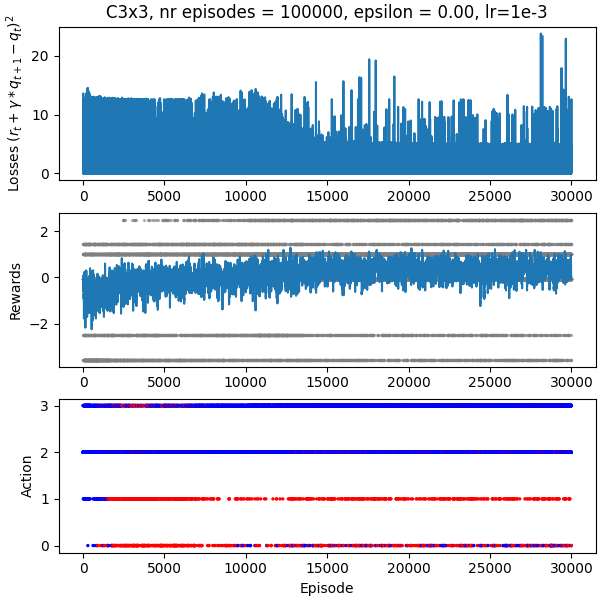 C3x3, nr episodes = 100000, epsilon = 0.00, lr=1e-3
Losses $(r_t + \gamma * q_{t+1} - q_t)^2$
20
10
0
0 5000 10000 15000 20000 25000 30000
Rewards
2
0
−2
0 5000 10000 15000 20000 25000 30000
Action
3
2
1
0
0 5000 10000 15000 20000 25000 30000
Episode